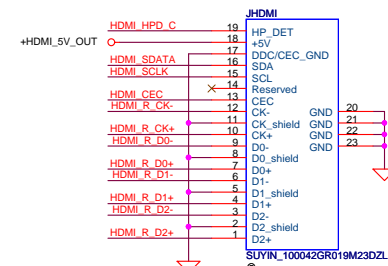 JHDMI
HDMI_HPD_C 19 HP_DET
+HDMI_5V_OUT 18 +5V
17 DDC/CEC_GND
HDMI_SDATA 16 SDA
HDMI_SCLK 15 SCL
14 Reserved
HDMI_CEC 13 CEC
HDMI_R_CK- 12 CK- GND 20
11 CK_shield GND 21
HDMI_R_CK+ 10 CK+ GND 22
HDMI_R_D0- 9 D0- GND 23
8 D0_shield
HDMI_R_D0+ 7 D0+
HDMI_R_D1- 6 D1-
5 D1_shield
HDMI_R_D1+ 4 D1+
HDMI_R_D2- 3 D2-
2 D2_shield
HDMI_R_D2+ 1 D2+
SUYIN_100042GR019M23DZL
@